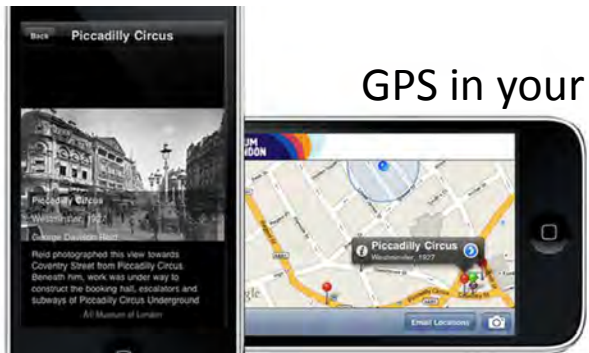 Back Piccadilly Circus
Piccadilly Circus
Westminster, 1927
George Davison Reid
Reid photographed this view towards
Coventry Street from Piccadilly Circus.
Beneath him, work was under way to
construct the booking hall, escalators and
subways of Piccadilly Circus Underground
Museum of London
GPS in your
UM
NDON
Piccadilly Circus
Westminster, 1927
Email Locations